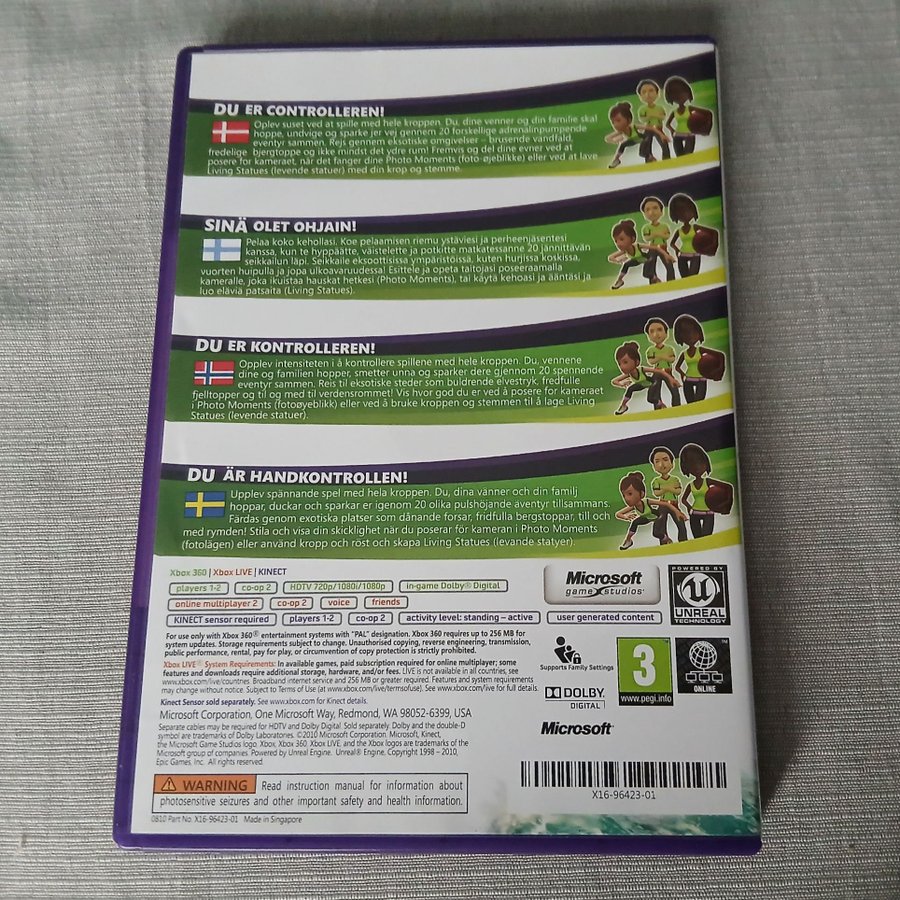 DU ER CONTROLLEREN!
Oplev suset ved at spille med hele kroppen. Du, dine venner og din familie skal
hoppe, undvige og sparke jer vej gennem 20 forskellige adrenalinpumpende
eventyr sammen. Rejs gennem eksotiske omgivelser – brusende vandfald,
fredelige bjergtoppe og ikke mindst det ydre rum! Fremvis og del dine evner ved at
posere for kameraet, når det fanger dine Photo Moments (foto-øjeblikke) eller ved at lave
Living Statues (levende statuer) med din krop og stemme.
SINÄ OLET OHJAIN!
Pelaa koko kehollasi. Koe pelaamisen riemu ystäviesi ja perheenjäsentesi
kanssa, kun te hyppäätte, väistelette ja potkitte matkatessanne 20 jännittävän
seikkailun läpi. Seikkaile eksoottisissa ympäristöissä, kuten hurjissa koskissa,
vuorten huipulla ja jopa ulkoavaruudessa! Esittele ja opeta taitojasi poseeraamalla
kameralle, joka ikuistaa hauskat hetkesi (Photo Moments), tai käytä kehoasi ja ääntäsi ja
luo eläviä patsaita (Living Statues).
DU ER KONTROLLEREN!
Opplev intensiteten i å kontrollere spillene med hele kroppen. Du, vennene
dine og familien hopper, smetter unna og sparker dere gjennom 20 spennende
eventyr sammen. Reis til eksotiske steder som buldrende elvestryk, fredfulle
fjelltopper og til og med til verdensrommet! Vis hvor god du er ved å posere for kameraet
i Photo Moments (fotoøyeblikk) eller ved å bruke kroppen og stemmen til å lage Living
Statues (levende statuer).
DU ÄR HANDKONTROLLEN!
Upplev spännande spel med hela kroppen. Du, dina vänner och din familj
hoppar, duckar och sparkar er igenom 20 olika pulshöjande äventyr tillsammans.
Färdas genom exotiska platser som dånande forsar, fridfulla bergstoppar, till och
med rymden! Stila och visa din skicklighet när du poserar för kameran i Photo Moments
(fotolägen) eller använd kropp och röst och skapa Living Statues (levande statyer).
Xbox 360 | Xbox LIVE | KINECT
players 1-2 co-op 2 HDTV 720p/1080i/1080p in-game Dolby® Digital
online multiplayer 2 co-op 2 voice friends
KINECT sensor required players 1-2 co-op 2 activity level: standing – active user generated content
Microsoft
game studios®
POWERED BY
UNREAL
TECHNOLOGY
For use only with Xbox 360® entertainment systems with "PAL" designation. Xbox 360 requires up to 256 MB for
system updates. Storage requirements subject to change. Unauthorised copying, reverse engineering, transmission,
public performance, rental, pay for play, or circumvention of copy protection is strictly prohibited.
Xbox LIVE® System Requirements: In available games, paid subscription required for online multiplayer; some
features and downloads require additional storage, hardware, and/or fees. LIVE is not available in all countries, see
www.xbox.com/live/countries. Broadband internet service and 256 MB or greater required. Features and system requirements
may change without notice. Subject to Terms of Use (at www.xbox.com/live/termsofuse). See www.xbox.com/live for full details.
Kinect Sensor sold separately. See www.xbox.com for Kinect details.
Microsoft Corporation, One Microsoft Way, Redmond, WA 98052-6399, USA
Separate cables may be required for HDTV and Dolby Digital. Sold separately. Dolby and the double-D
symbol are trademarks of Dolby Laboratories. ©2010 Microsoft Corporation. Microsoft, Kinect,
the Microsoft Game Studios logo, Xbox, Xbox 360, Xbox LIVE, and the Xbox logos are trademarks of the
Microsoft group of companies. Powered by Unreal Engine. Unreal® Engine. Copyright 1998 – 2010,
Epic Games, Inc. All rights reserved.
Supports Family Settings
DOLBY
DIGITAL
3
www.pegi.info
ONLINE
Microsoft®
WARNING Read instruction manual for information about
photosensitive seizures and other important safety and health information.
X16-96423-01
0810 Part No. X16-96423-01 Made in Singapore